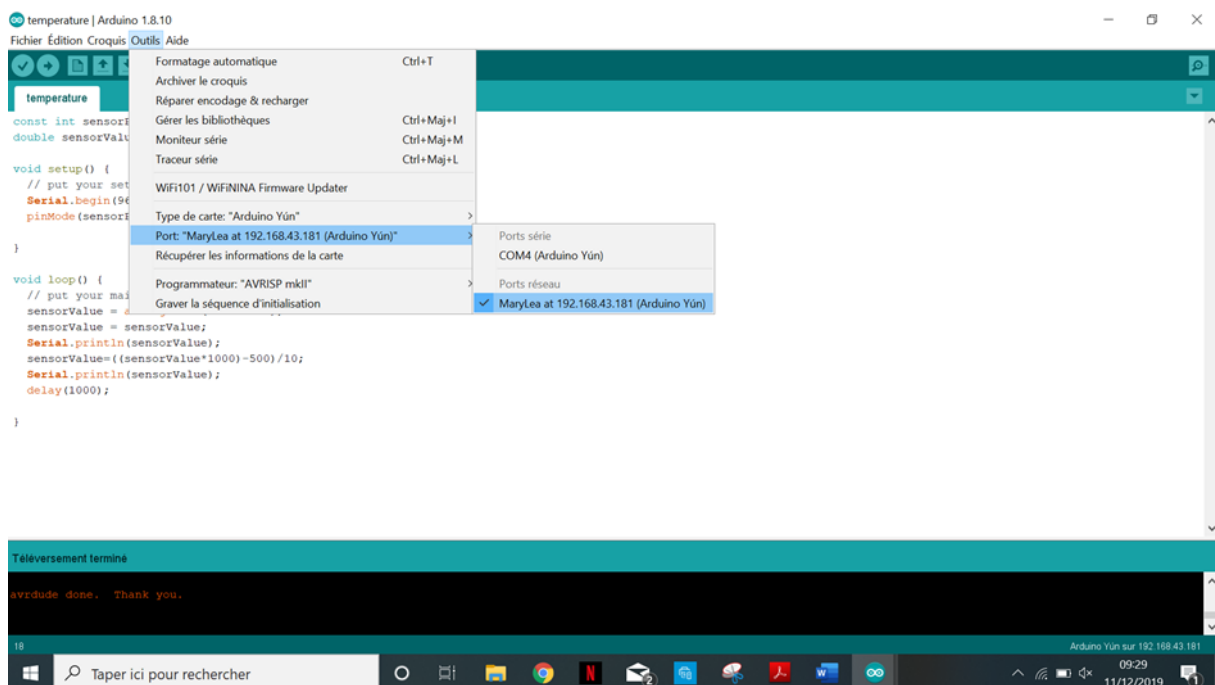 temperature | Arduino 1.8.10
Fichier Édition Croquis Outils Aide
temperature
Formatage automatique Ctrl+T
Archiver le croquis
Réparer encodage & recharger
Gérer les bibliothèques Ctrl+Maj+I
Moniteur série Ctrl+Maj+M
Traceur série Ctrl+Maj+L
WiFi101 / WiFiNINA Firmware Updater
Type de carte: "Arduino Yún"
Port: "MaryLea at 192.168.43.181 (Arduino Yún)"
Récupérer les informations de la carte
Programmateur: "AVRISP mkII"
Graver la séquence d'initialisation
Ports série
COM4 (Arduino Yún)
Ports réseau
MaryLea at 192.168.43.181 (Arduino Yún)
const int
double sensorValu
void setup() {
// put your set
Serial.begin(96
pinMode(
}
void loop() {
// put your mai
sensorValue =
sensorValue = sensorValue;
Serial.println(sensorValue);
sensorValue=((sensorValue*1000)-500)/10;
Serial.println(sensorValue);
delay(1000);
}
Téléversement terminé
avrdude done. Thank you.
18 Arduino Yún sur 192.168.43.181
Taper ici pour rechercher
09:29
11/12/2019